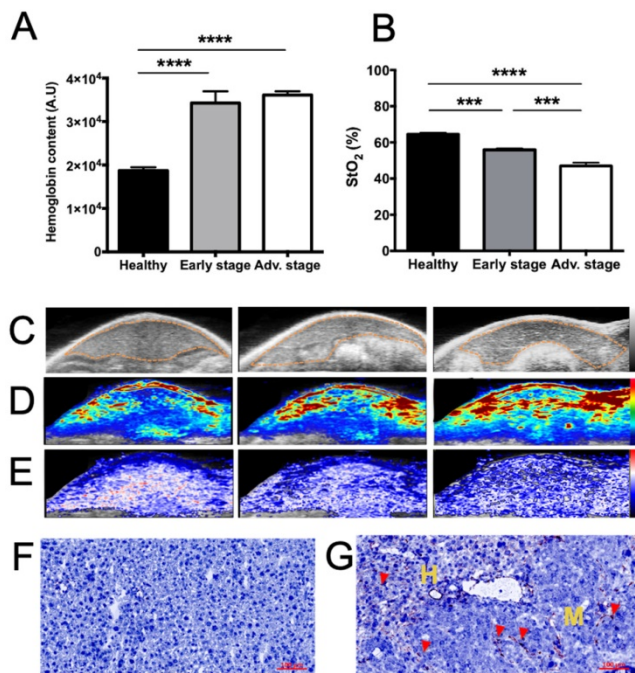 A
B
****
****
Hemoglobin content (A.U)
4×10⁴
3×10⁴
2×10⁴
1×10⁴
0
Healthy
Early stage
Adv. stage
****
***
***
StO₂ (%)
100
80
60
40
20
0
Healthy
Early stage
Adv. stage
C
D
E
F
G
H
M